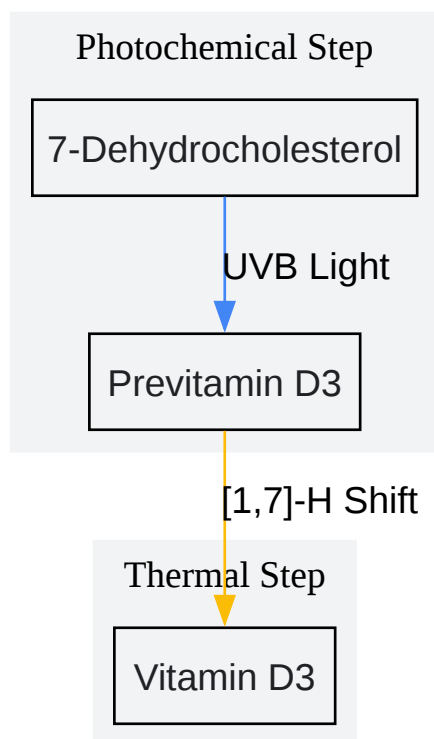 Photochemical Step
7-Dehydrocholesterol
UVB Light
Previtamin D3
[1,7]-H Shift
Thermal Step
Vitamin D3